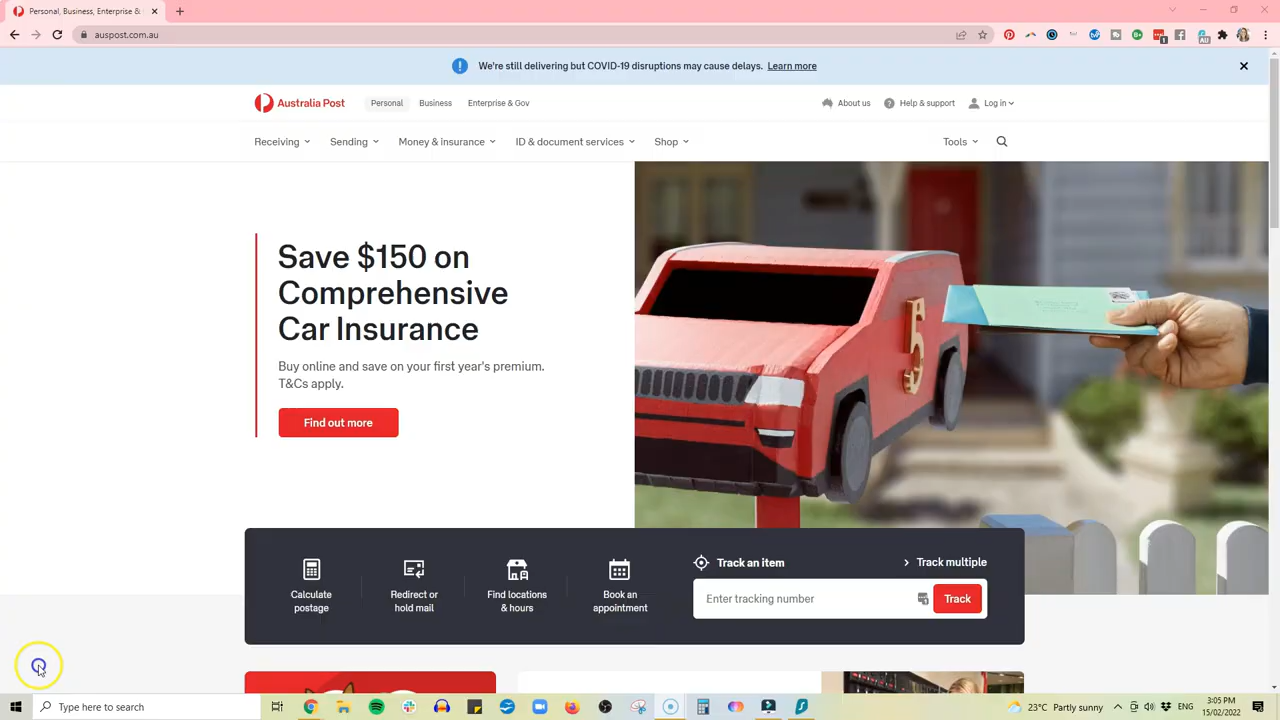 Personal, Business, Enterprise &
auspost.com.au
We're still delivering but COVID-19 disruptions may cause delays. Learn more
Australia Post Personal Business Enterprise & Gov About us Help & support Log in
Receiving Sending Money & insurance ID & document services Shop Tools
Save $150 on
Comprehensive
Car Insurance
Buy online and save on your first year's premium.
T&Cs apply.
Find out more
5
Calculate
postage
Redirect or
hold mail
Find locations
& hours
Book an
appointment
Track an item
Track multiple
Enter tracking number
Track
Type here to search
23°C Partly sunny
ENG
3:05 PM
15/02/2022